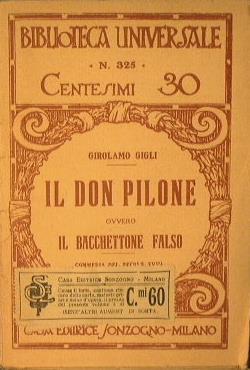 BIBLIOTECA UNIVERSALE
• N. 325 •
CENTESIMI 30
GIROLAMO GIGLI
IL DON PILONE
OVVERO
IL BACCHETTONE FALSO
COMMEDIA DEL SECOLO XVIII
CASA EDITRICE SONZOGNO - MILANO
C.mi 60
CASA EDITRICE SONZOGNO-MILANO